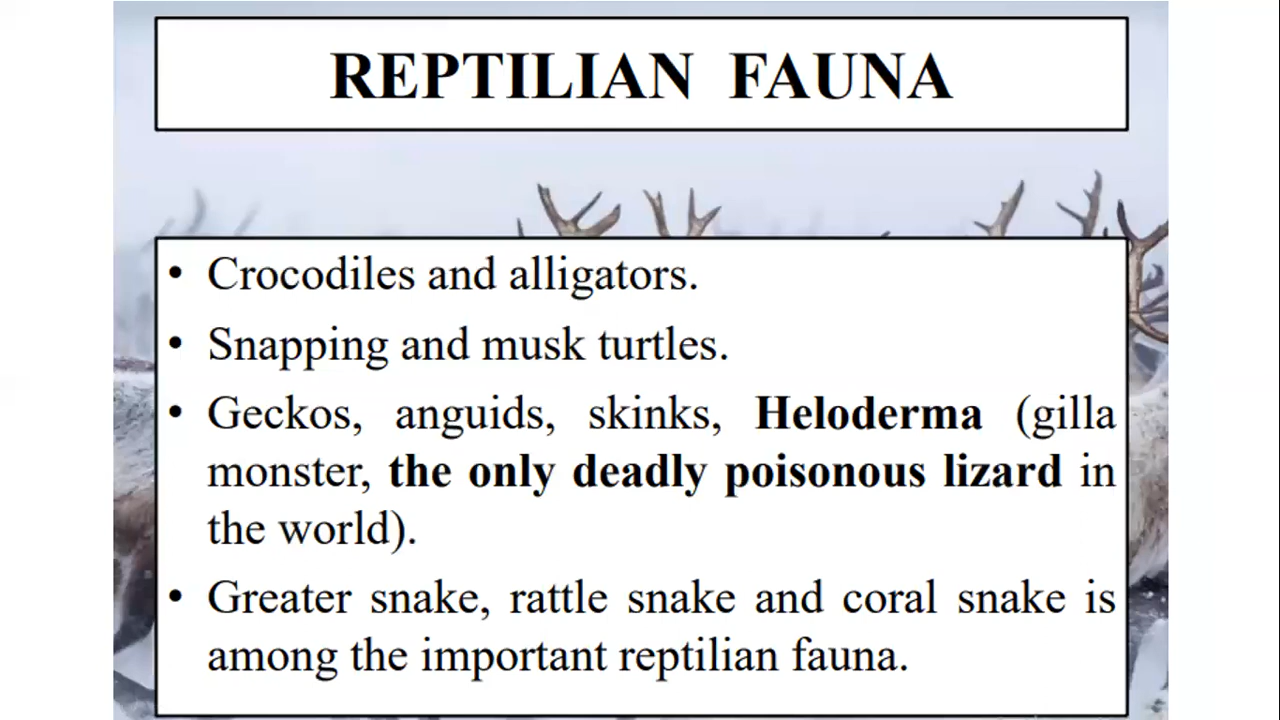 REPTILIAN FAUNA
• Crocodiles and alligators.
• Snapping and musk turtles.
• Geckos, anguids, skinks, Heloderma (gilla
monster, the only deadly poisonous lizard in
the world).
• Greater snake, rattle snake and coral snake is
among the important reptilian fauna.